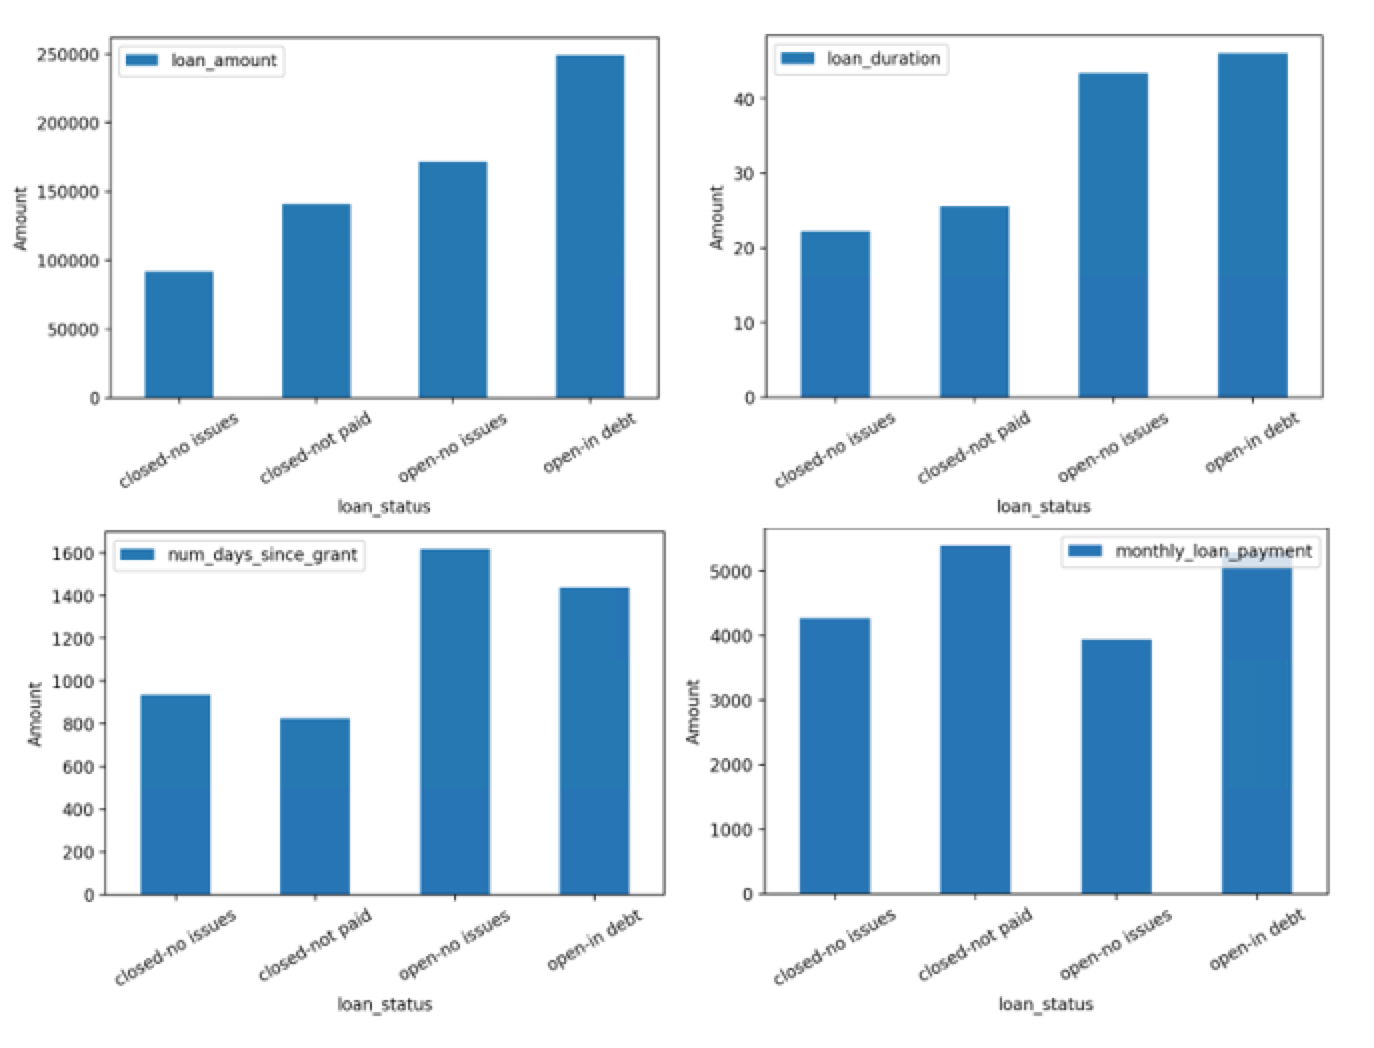 loan_amount
250000
200000
150000
100000
50000
0
Amount
closed-no issues
closed-not paid
open-no issues
open-in debt
loan_status
loan_duration
40
30
20
10
0
Amount
closed-no issues
closed-not paid
open-no issues
open-in debt
loan_status
num_days_since_grant
1600
1400
1200
1000
800
600
400
200
0
Amount
closed-no issues
closed-not paid
open-no issues
open-in debt
loan_status
monthly_loan_payment
5000
4000
3000
2000
1000
0
Amount
closed-no issues
closed-not paid
open-no issues
open-in debt
loan_status